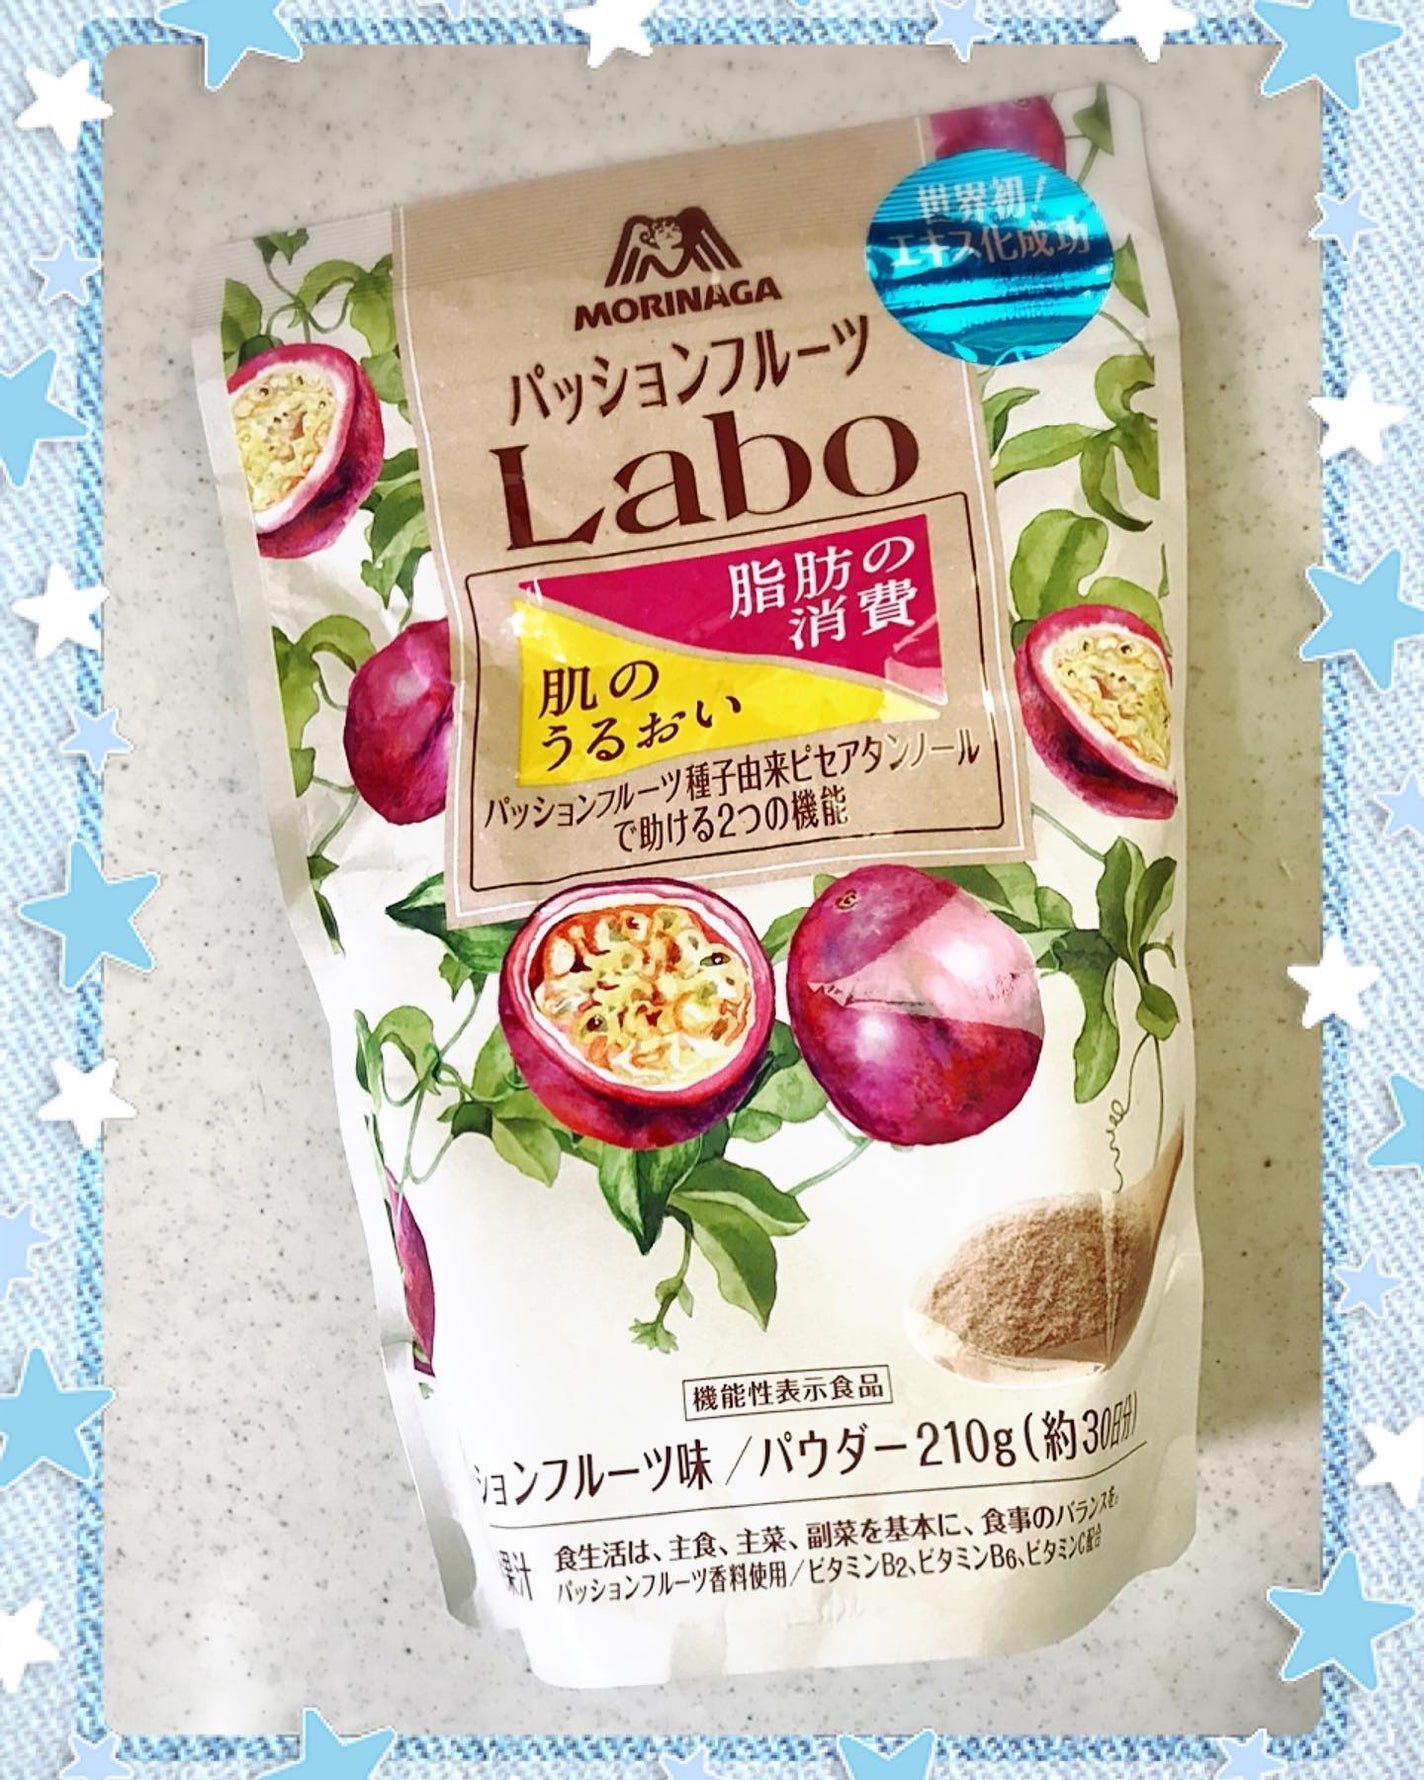 世界初!
エキス化成功
MORINAGA
パッションフルーツ
Labo
脂肪の
消費
肌の
うるおい
パッションフルーツ種子由来ピセアタンノール
で助ける2つの機能
機能性表示食品
ションフルーツ味/パウダー210g(約30日分)
果汁
食生活は、主食、主菜、副菜を基本に、食事のバランスを。
パッションフルーツ香料使用/ビタミンB2、ビタミンB6、ビタミンC配合